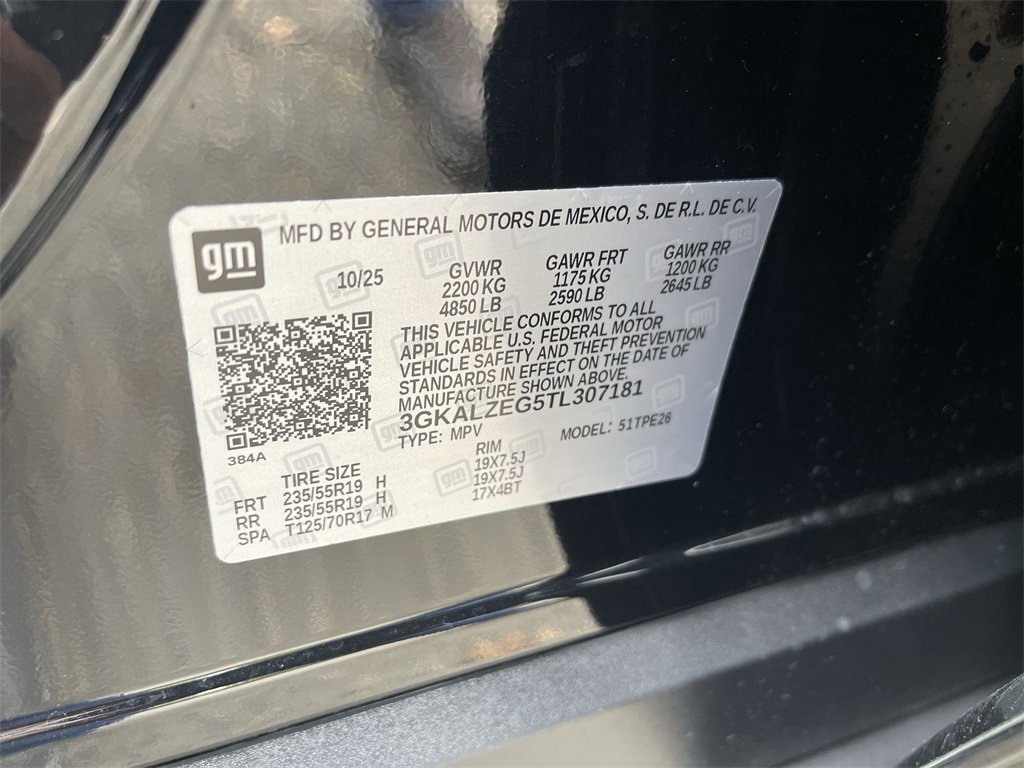 gm
MFD BY GENERAL MOTORS DE MEXICO, S. DE R.L. DE C.V.
10/25
GVWR
2200 KG
4850 LB
GAWR FRT
1175 KG
2590 LB
GAWR RR
1200 KG
2645 LB
THIS VEHICLE CONFORMS TO ALL
APPLICABLE U.S. FEDERAL MOTOR
VEHICLE SAFETY AND THEFT PREVENTION
STANDARDS IN EFFECT ON THE DATE OF
MANUFACTURE SHOWN ABOVE.
3GKALZEG5TL307181
TYPE: MPV MODEL: 51TPE26
384A
TIRE SIZE RIM
FRT 235/55R19 H 19X7.5J
RR 235/55R19 H 19X7.5J
SPA T125/70R17 M 17X4BT